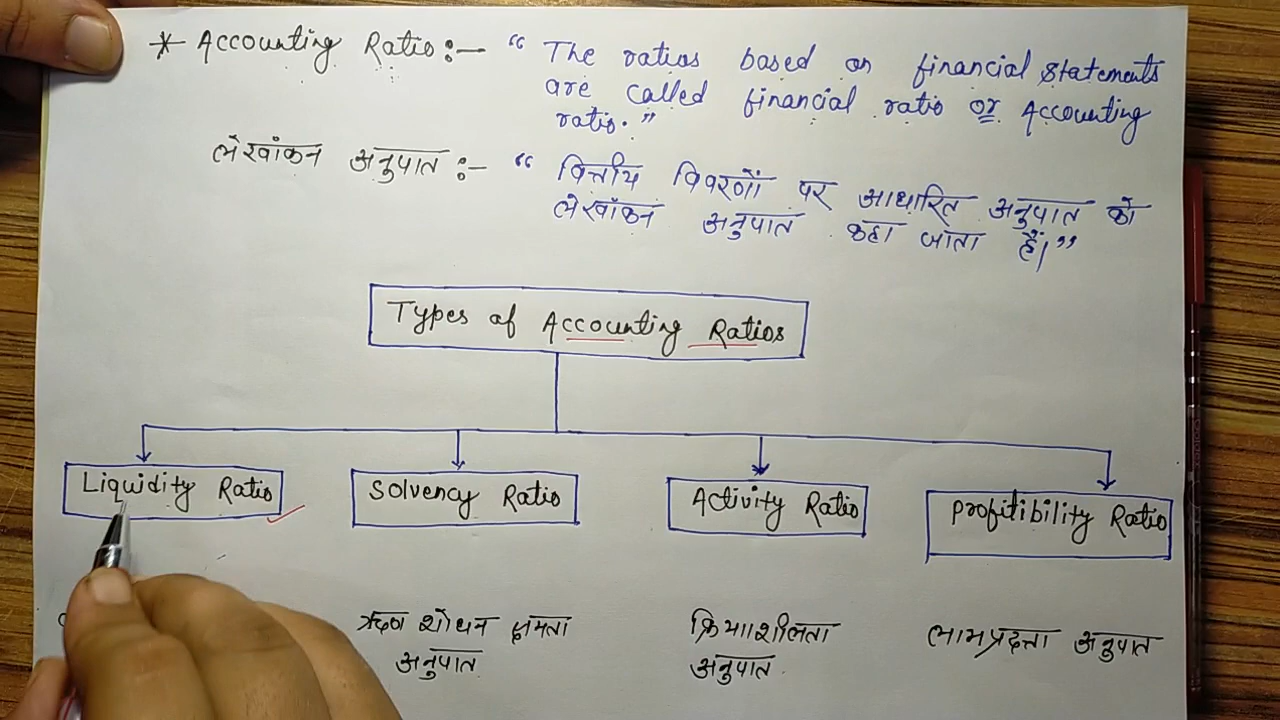 * Accounting Ratio:- “ The ratios based on financial statements
are called financial ratio or Accounting
ratio.”
लेखांकन अनुपात :- “ वित्तीय विवरणों पर आधारित अनुपात को
लेखांकन अनुपात कहा जाता हैं।”
Types of Accounting Ratios
Liquidity Ratio
Solvency Ratio
Activity Ratio
Profitibility Ratio
ऋण शोधन क्षमता
अनुपात
क्रियाशीलता
अनुपात
लाभप्रदत्ता अनुपात